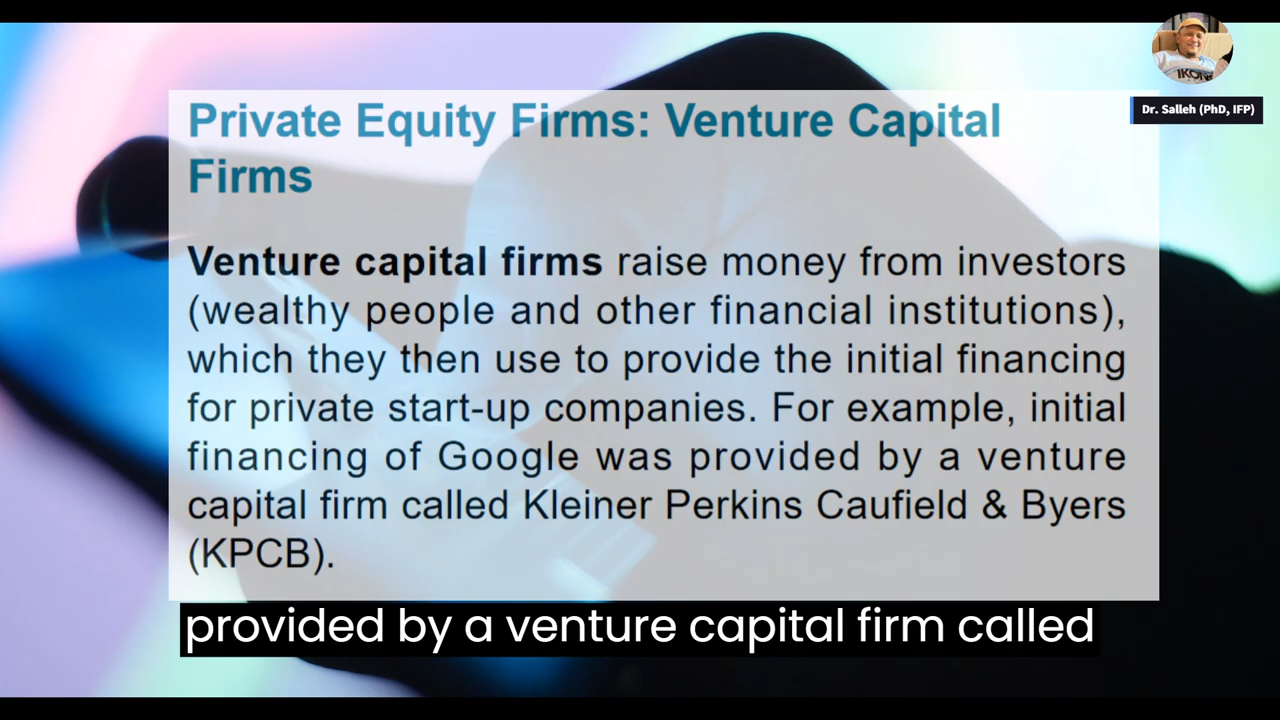 IKON
Dr. Salleh (PhD, IFP)
Private Equity Firms: Venture Capital
Firms
Venture capital firms raise money from investors
(wealthy people and other financial institutions),
which they then use to provide the initial financing
for private start-up companies. For example, initial
financing of Google was provided by a venture
capital firm called Kleiner Perkins Caufield & Byers
(KPCB).
provided by a venture capital firm called